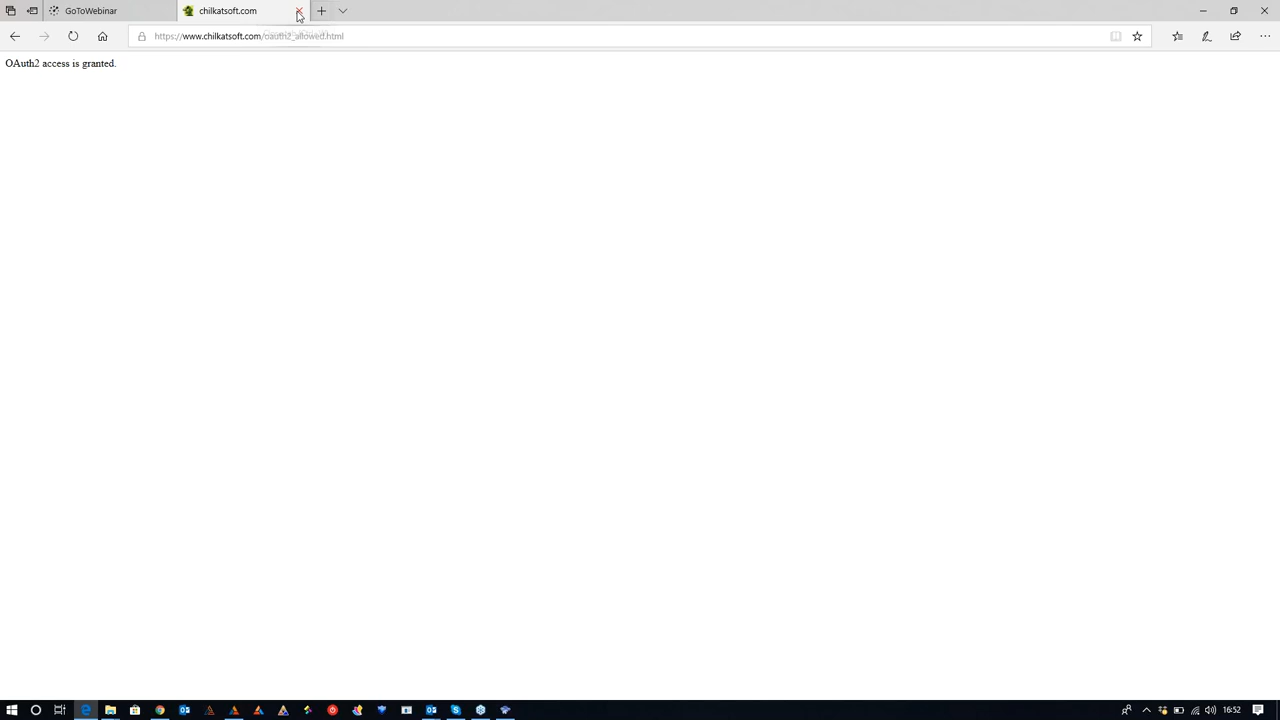 GoToWebinar
chilkatsoft.com
https://www.chilkatsoft.com/oauth2_allowed.html
OAuth2 access is granted.
16:52